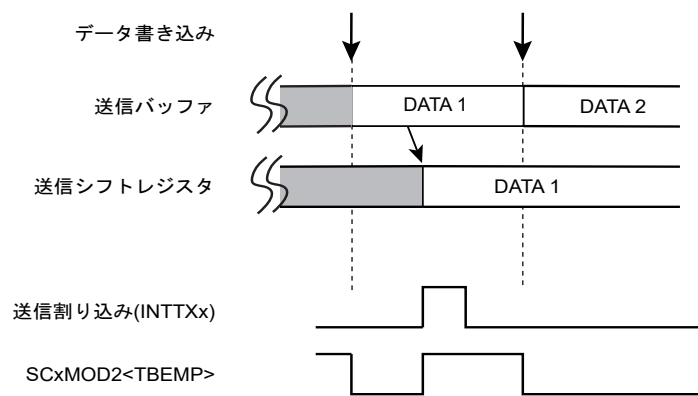 データ書き込み
送信バッファ
DATA 1
DATA 2
送信シフトレジスタ
DATA 1
送信割り込み(INTTXx)
SCxMOD2<TBEMP>